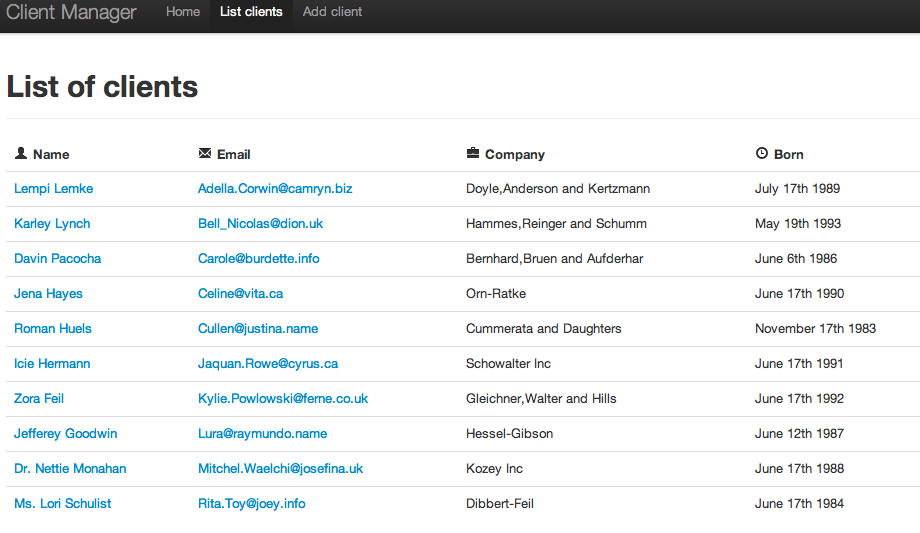 Client Manager Home List clients Add client
List of clients
Name Email Company Born
Lempi Lemke Adella.Corwin@camryn.biz Doyle,Anderson and Kertzmann July 17th 1989
Karley Lynch Bell_Nicolas@dion.uk Hammes,Reinger and Schumm May 19th 1993
Davin Pacocha Carole@burdette.info Bernhard,Bruen and Aufderhar June 6th 1986
Jena Hayes Celine@vita.ca Orn-Ratke June 17th 1990
Roman Huels Cullen@justina.name Cummerata and Daughters November 17th 1983
Icie Hermann Jaquan.Rowe@cyrus.ca Schowalter Inc June 17th 1991
Zora Feil Kylie.Powlowski@ferne.co.uk Gleichner,Walter and Hills June 17th 1992
Jefferey Goodwin Lura@raymundo.name Hessel-Gibson June 12th 1987
Dr. Nettie Monahan Mitchel.Waelchi@josefina.uk Kozey Inc June 17th 1988
Ms. Lori Schulist Rita.Toy@joey.info Dibbert-Feil June 17th 1984